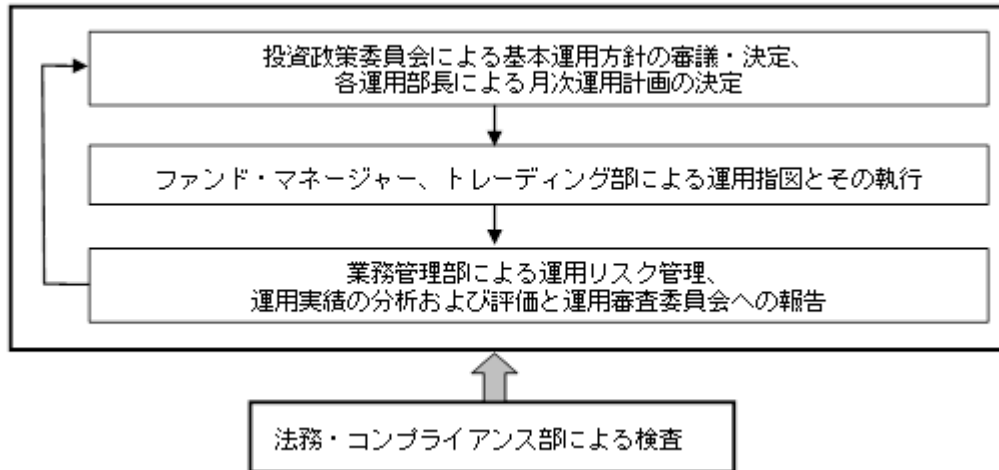 投資政策委員会による基本運用方針の審議・決定、
各運用部長による月次運用計画の決定
ファンド・マネージャー、トレーディング部による運用指図とその執行
業務管理部による運用リスク管理、
運用実績の分析および評価と運用審査委員会への報告
法務・コンプライアンス部による検査